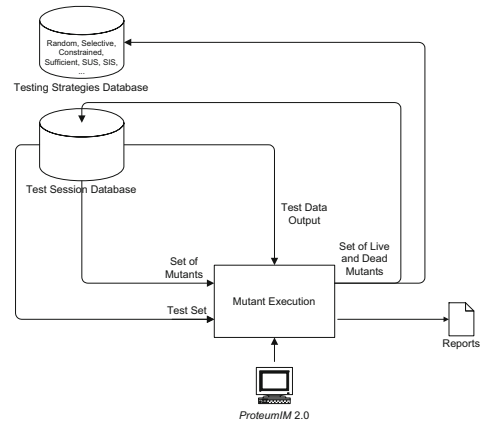 Random, Selective,
Constrained,
Sufficient, SUS, SIS,
...
Testing Strategies Database
Test Session Database
Test Data
Output
Set of Live
and Dead
Mutants
Set of
Mutants
Mutant Execution
Test Set
Reports
ProteumIM 2.0